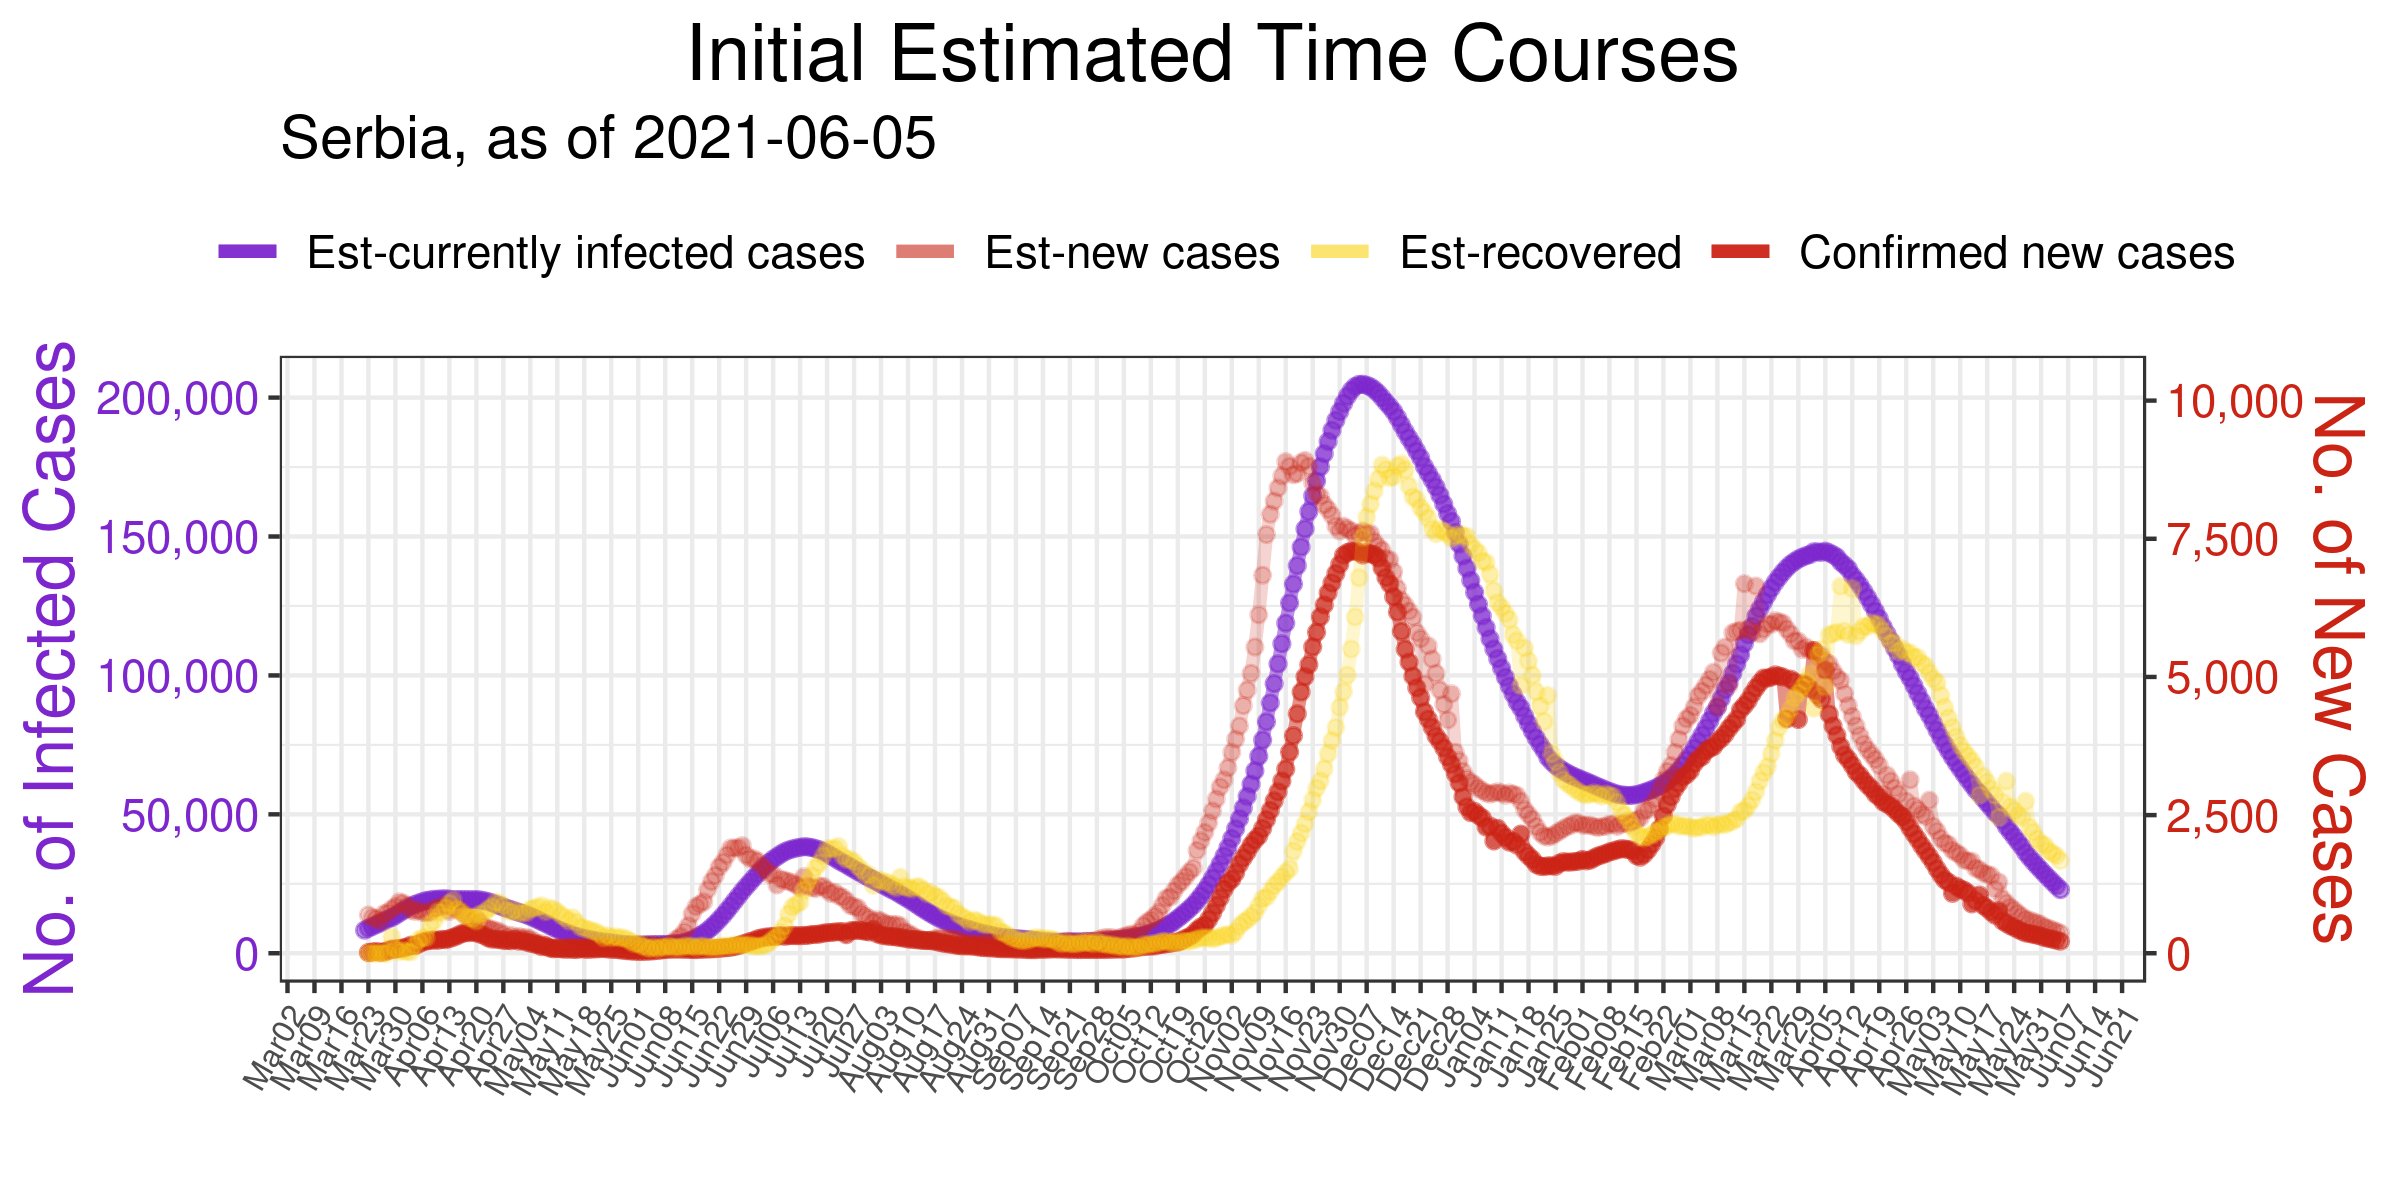 Initial Estimated Time Courses
Serbia, as of 2021-06-05
Est-currently infected cases Est-new cases Est-recovered Confirmed new cases
No. of Infected Cases
200,000
150,000
100,000
50,000
0
10,000
7,500
5,000
2,500
0
No. of New Cases
Mar02 Mar09 Mar16 Mar23 Mar30 Apr06 Apr13 Apr20 Apr27 May04 May11 May18 May25 Jun01 Jun08 Jun15 Jun22 Jun29 Jul06 Jul13 Jul20 Jul27 Aug03 Aug10 Aug17 Aug24 Aug31 Sep07 Sep14 Sep21 Sep28 Oct05 Oct12 Oct19 Oct26 Nov02 Nov09 Nov16 Nov23 Nov30 Dec07 Dec14 Dec21 Dec28 Jan04 Jan11 Jan18 Jan25 Feb01 Feb08 Feb15 Feb22 Mar01 Mar08 Mar15 Mar22 Mar29 Apr05 Apr12 Apr19 Apr26 May03 May10 May17 May24 May31 Jun07 Jun14 Jun21